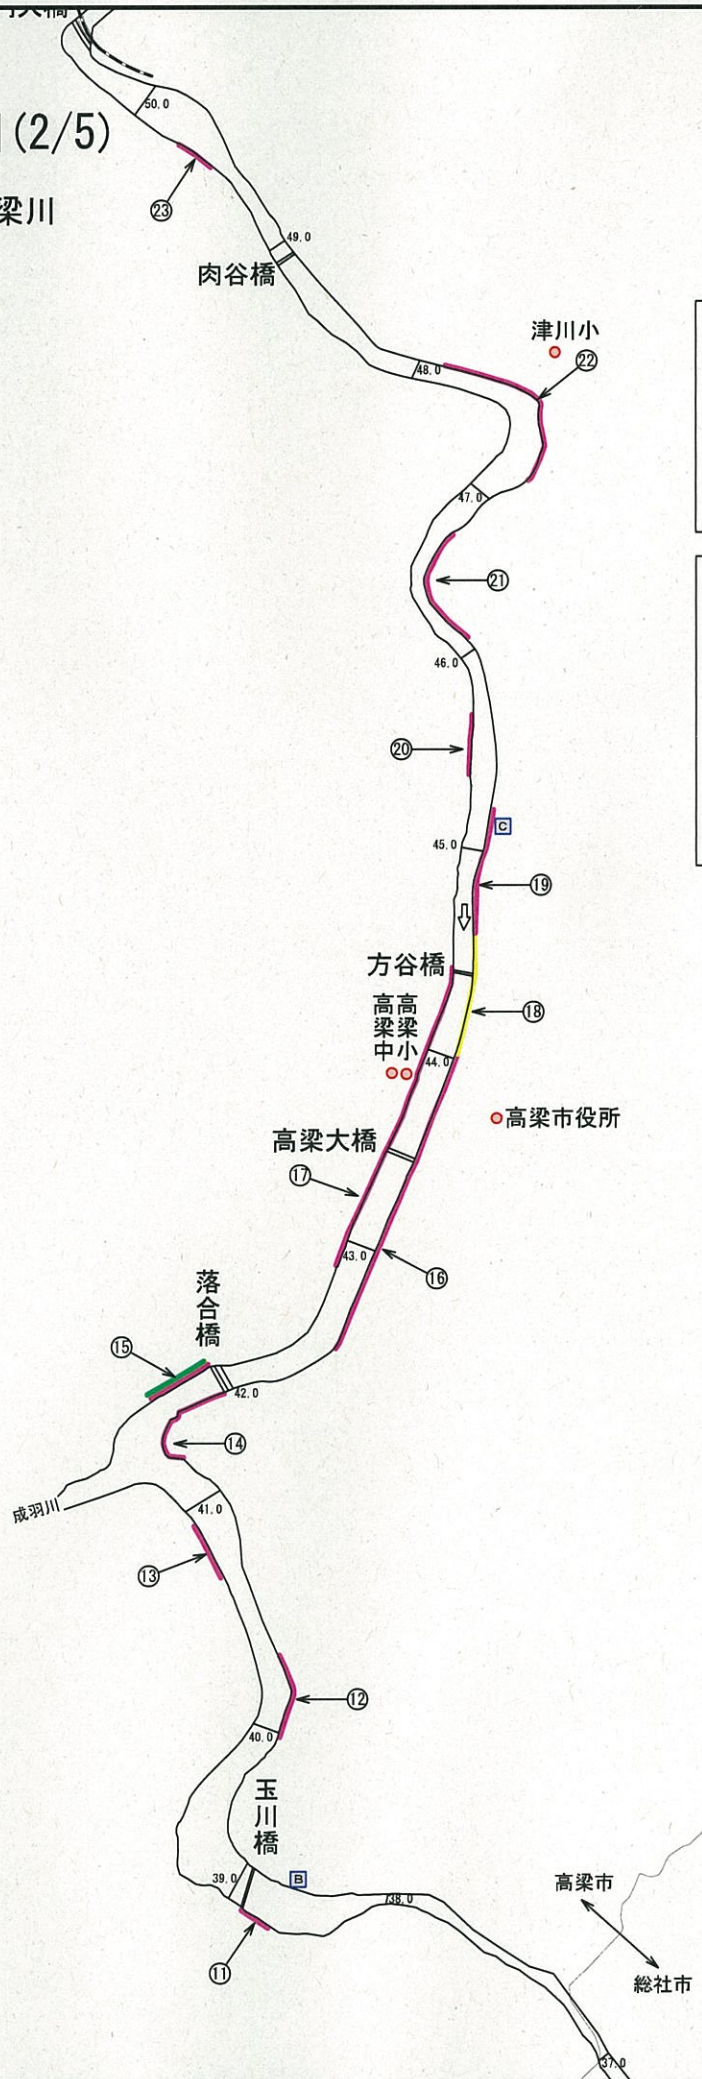 50.0
(2/5)
梁川
㉓
49.0
肉谷橋
津川小
㉒
48.0
47.0
㉑
46.0
⑳
C
45.0
⑲
方谷橋
高梁中
高梁小
⑱
44.0
高梁市役所
高梁大橋
⑰
43.0
⑯
落合橋
⑮
42.0
⑭
成羽川
41.0
⑬
⑫
40.0
玉川橋
39.0
B
38.0
高梁市
⑪
総社市
37.0